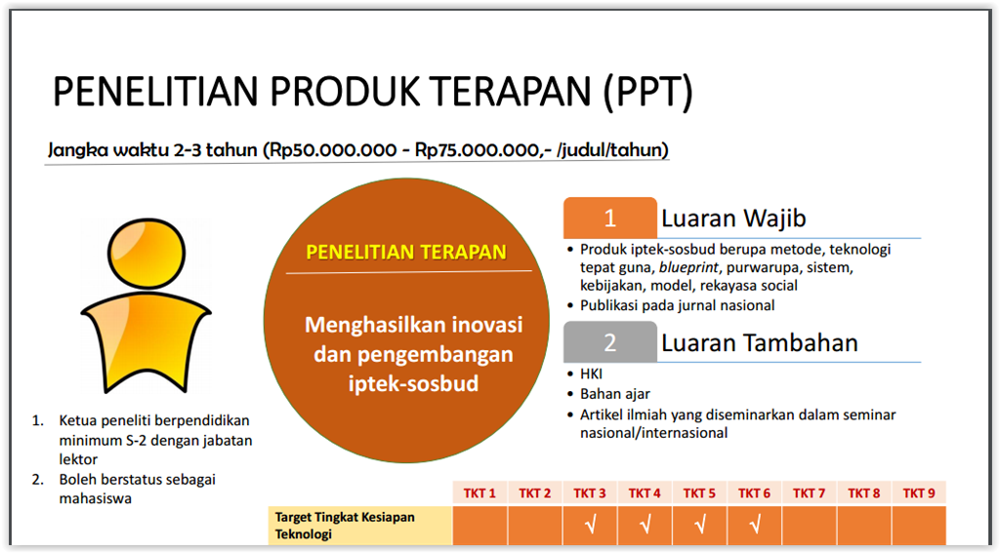 PENELITIAN PRODUK TERAPAN (PPT)
Jangka waktu 2-3 tahun (Rp50.000.000 - Rp75.000.000,- /judul/tahun)
1. Ketua peneliti berpendidikan
minimum S-2 dengan jabatan
lektor
2. Boleh berstatus sebagai
mahasiswa
PENELITIAN TERAPAN
Menghasilkan inovasi
dan pengembangan
iptek-sosbud
1 Luaran Wajib
• Produk iptek-sosbud berupa metode, teknologi
tepat guna, blueprint, purwarupa, sistem,
kebijakan, model, rekayasa social
• Publikasi pada jurnal nasional
2 Luaran Tambahan
• HKI
• Bahan ajar
• Artikel ilmiah yang diseminarkan dalam seminar
nasional/internasional
TKT 1 TKT 2 TKT 3 TKT 4 TKT 5 TKT 6 TKT 7 TKT 8 TKT 9
Target Tingkat Kesiapan
Teknologi
√ √ √ √